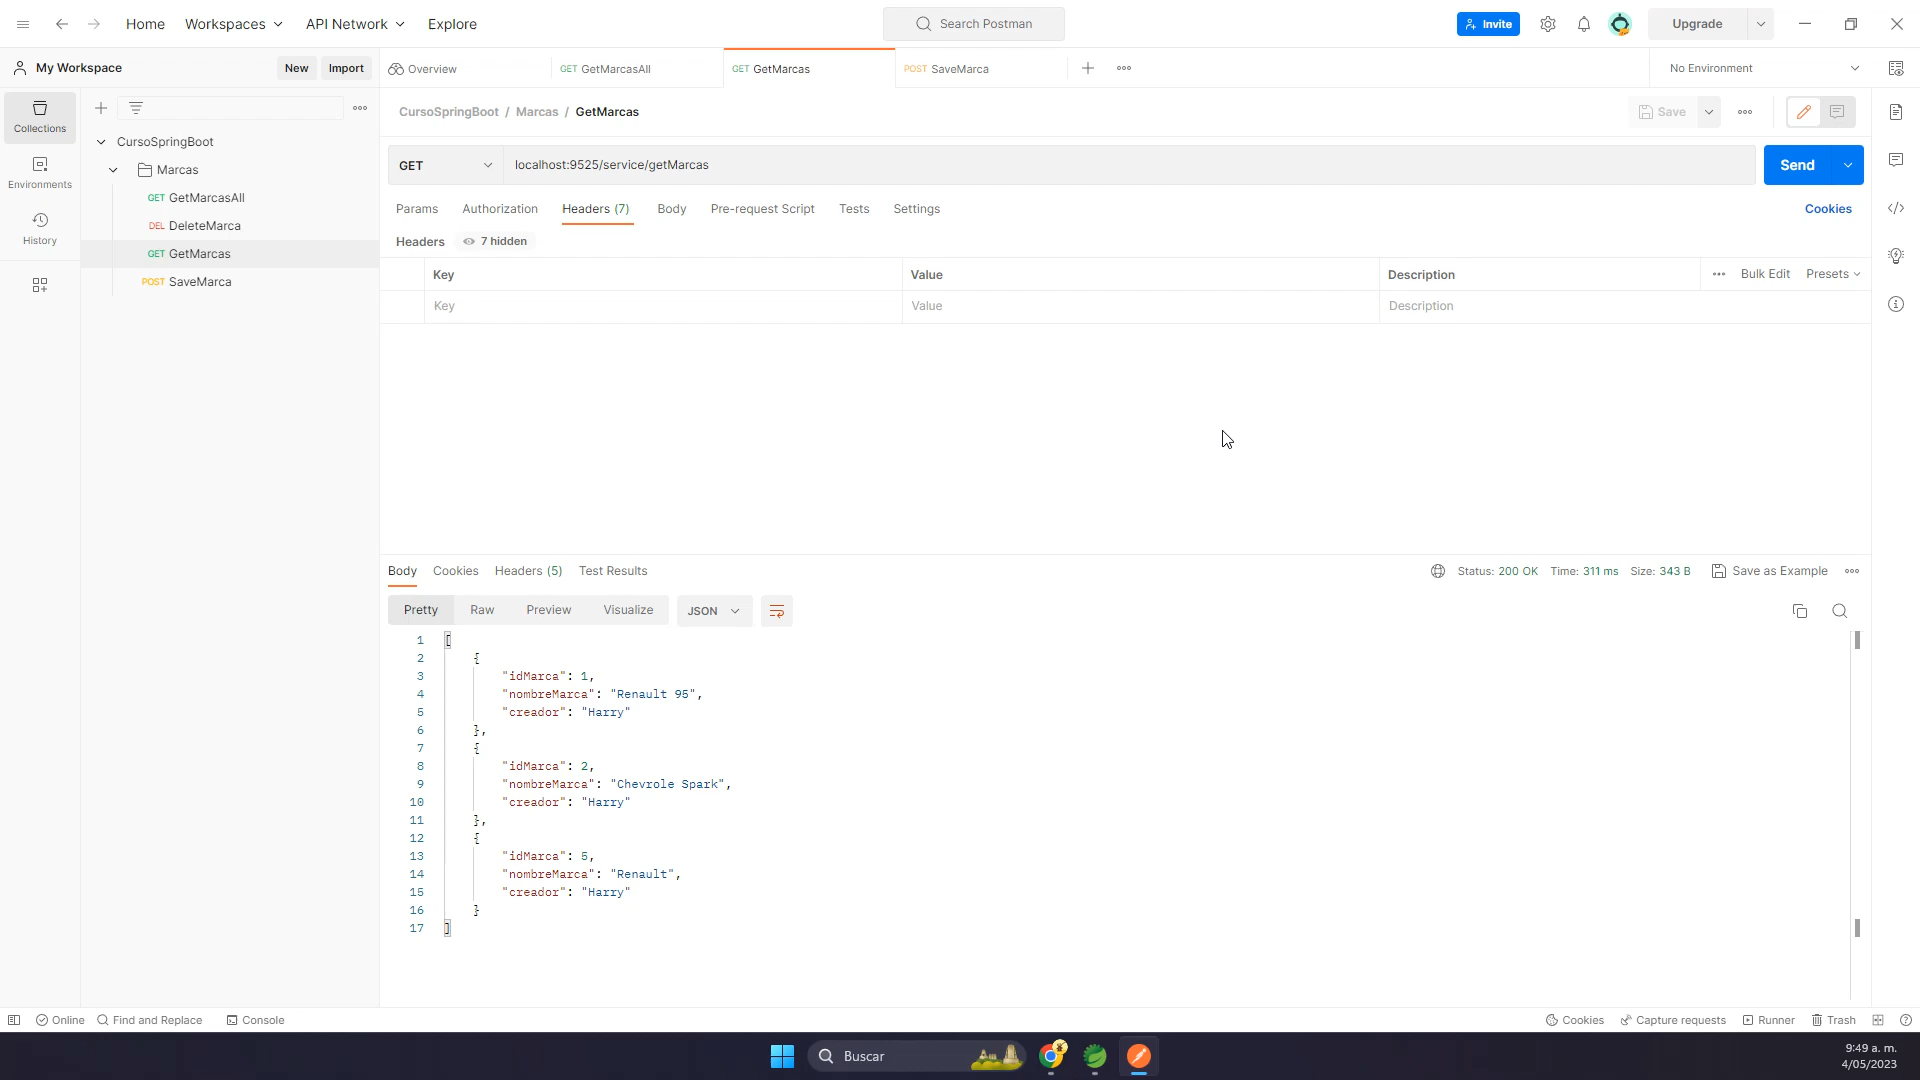 Home
Workspaces
API Network
Explore
Search Postman
Invite
Upgrade
My Workspace
New
Import
Overview
GET GetMarcasAll
GET GetMarcas
POST SaveMarca
No Environment
Collections
Environments
History
CursoSpringBoot
Marcas
GET GetMarcasAll
DEL DeleteMarca
GET GetMarcas
POST SaveMarca
CursoSpringBoot / Marcas / GetMarcas
Save
GET
localhost:9525/service/getMarcas
Send
Params
Authorization
Headers (7)
Body
Pre-request Script
Tests
Settings
Cookies
Headers
7 hidden
Key
Value
Description
Bulk Edit
Presets
Key
Value
Description
Body
Cookies
Headers (5)
Test Results
Status: 200 OK
Time: 311 ms
Size: 343 B
Save as Example
Pretty
Raw
Preview
Visualize
JSON
1 [
2 {
3 "idMarca": 1,
4 "nombreMarca": "Renault 95",
5 "creador": "Harry"
6 },
7 {
8 "idMarca": 2,
9 "nombreMarca": "Chevrole Spark",
10 "creador": "Harry"
11 },
12 {
13 "idMarca": 5,
14 "nombreMarca": "Renault",
15 "creador": "Harry"
16 }
17 ]
Online
Find and Replace
Console
Cookies
Capture requests
Runner
Trash
Buscar
9:49 a. m.
4/05/2023